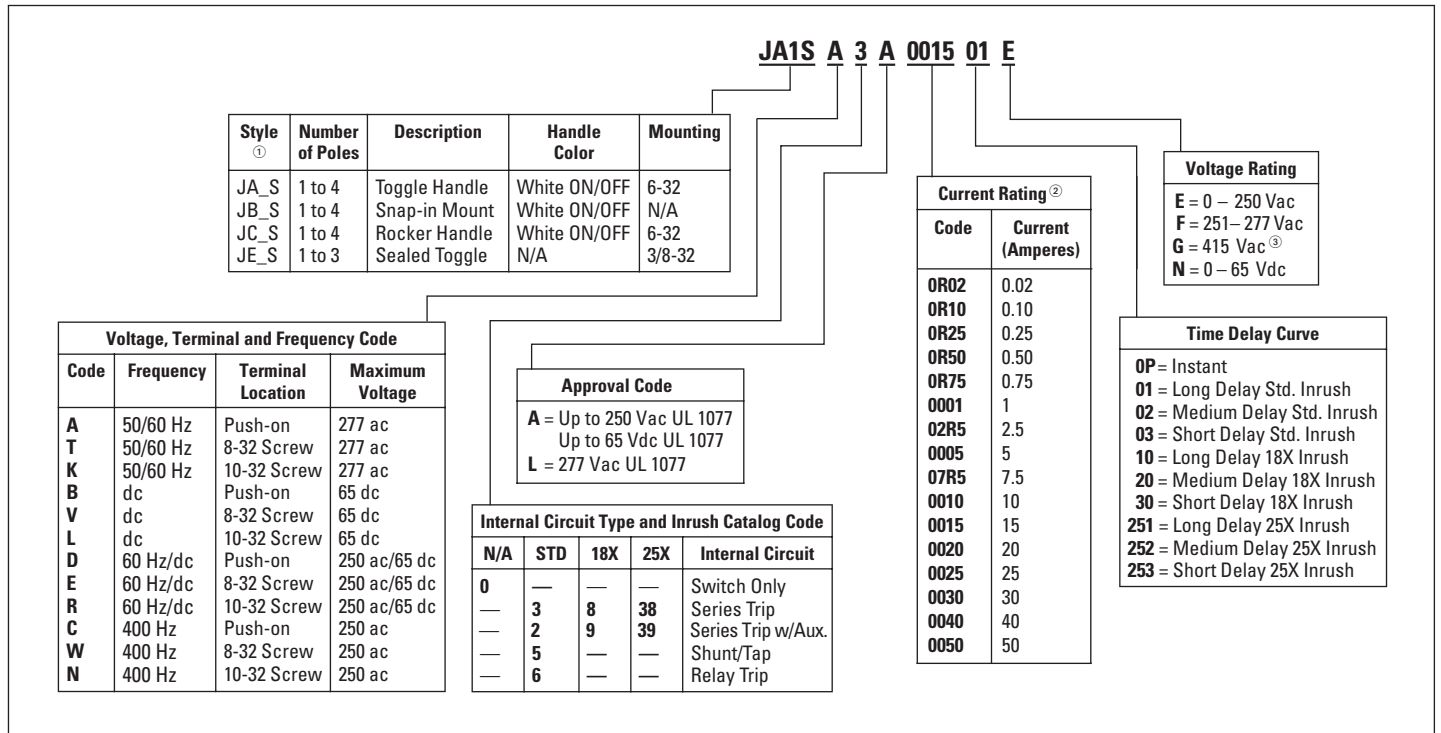 JA1S A 3 A 0015 01 E
Style ① Number of Poles Description Handle Color Mounting
JA_S 1 to 4 Toggle Handle White ON/OFF 6-32
JB_S 1 to 4 Snap-in Mount White ON/OFF N/A
JC_S 1 to 4 Rocker Handle White ON/OFF 6-32
JE_S 1 to 3 Sealed Toggle N/A 3/8-32
Voltage, Terminal and Frequency Code
Code Frequency Terminal Location Maximum Voltage
A 50/60 Hz Push-on 277 ac
T 50/60 Hz 8-32 Screw 277 ac
K 50/60 Hz 10-32 Screw 277 ac
B dc Push-on 65 dc
V dc 8-32 Screw 65 dc
L dc 10-32 Screw 65 dc
D 60 Hz/dc Push-on 250 ac/65 dc
E 60 Hz/dc 8-32 Screw 250 ac/65 dc
R 60 Hz/dc 10-32 Screw 250 ac/65 dc
C 400 Hz Push-on 250 ac
W 400 Hz 8-32 Screw 250 ac
N 400 Hz 10-32 Screw 250 ac
Internal Circuit Type and Inrush Catalog Code
N/A STD 18X 25X Internal Circuit
0 — — — Switch Only
— 3 8 38 Series Trip
— 2 9 39 Series Trip w/Aux.
— 5 — — Shunt/Tap
— 6 — — Relay Trip
Approval Code
A = Up to 250 Vac UL 1077
Up to 65 Vdc UL 1077
L = 277 Vac UL 1077
Current Rating ②
Code Current (Amperes)
0R02 0.02
0R10 0.10
0R25 0.25
0R50 0.50
0R75 0.75
0001 1
02R5 2.5
0005 5
07R5 7.5
0010 10
0015 15
0020 20
0025 25
0030 30
0040 40
0050 50
Time Delay Curve
0P = Instant
01 = Long Delay Std. Inrush
02 = Medium Delay Std. Inrush
03 = Short Delay Std. Inrush
10 = Long Delay 18X Inrush
20 = Medium Delay 18X Inrush
30 = Short Delay 18X Inrush
251 = Long Delay 25X Inrush
252 = Medium Delay 25X Inrush
253 = Short Delay 25X Inrush
Voltage Rating
E = 0 – 250 Vac
F = 251– 277 Vac
G = 415 Vac ③
N = 0 – 65 Vdc